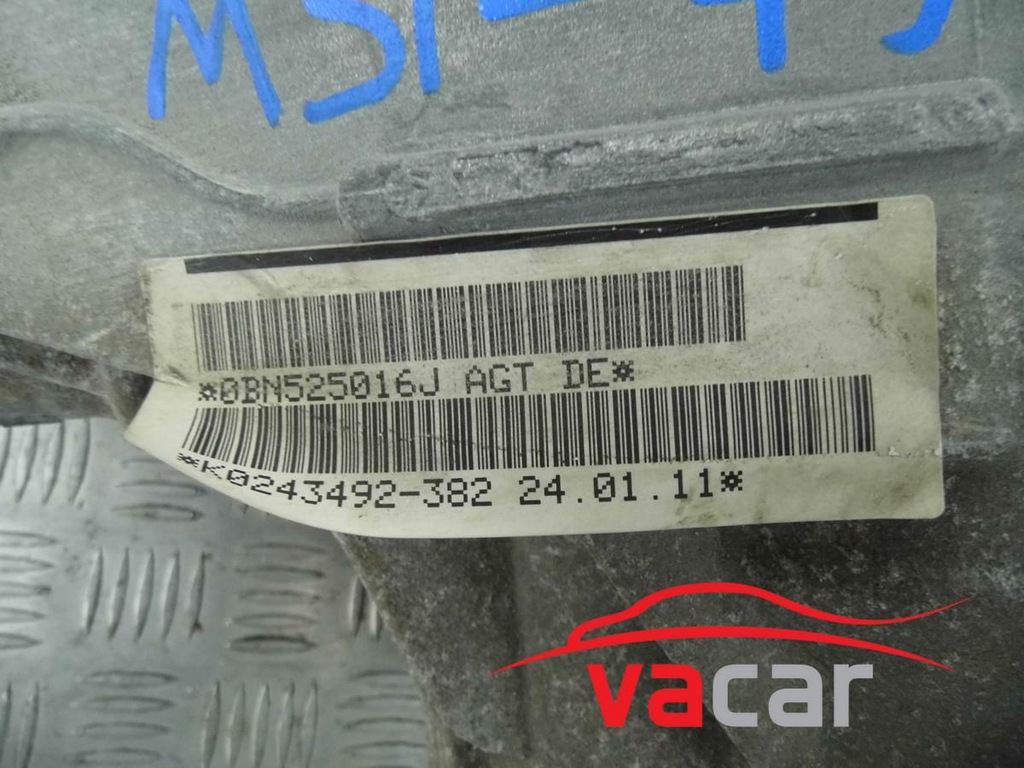 *0BN525016J AGT DE*
*K0243492-382 24.01.11*
vacar